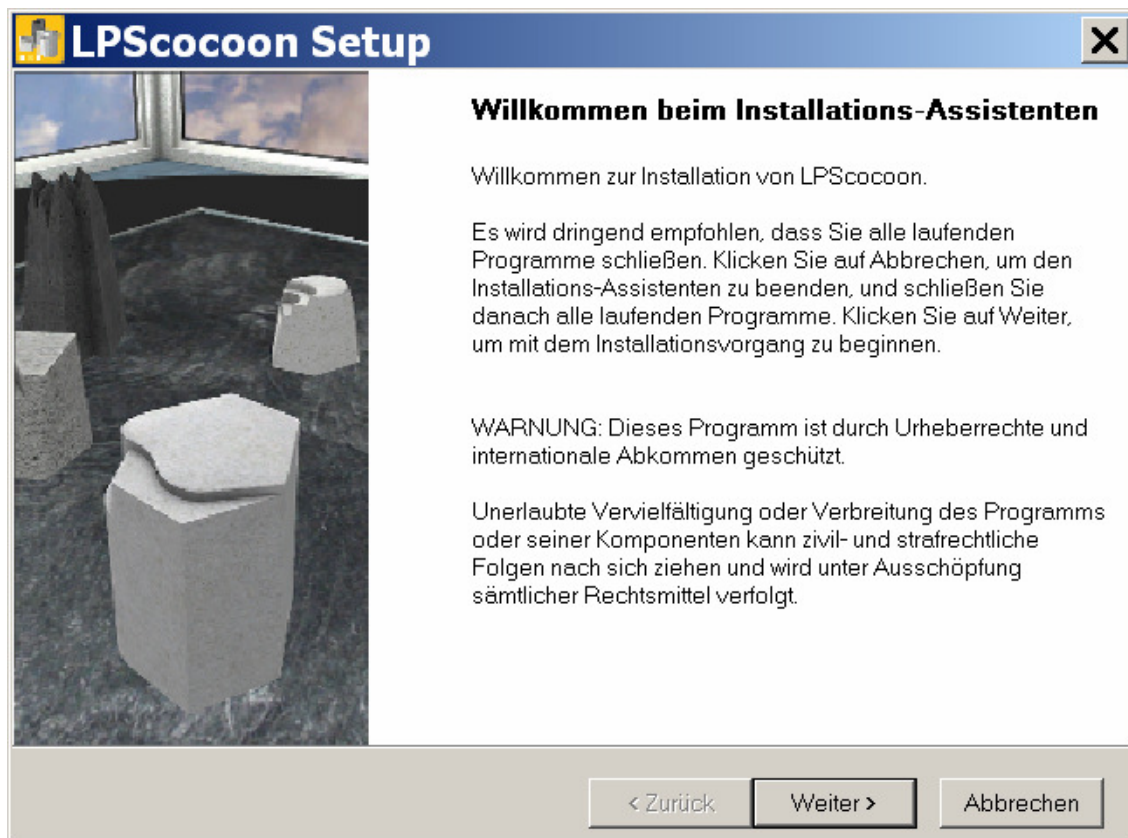 LPScocoon Setup
Willkommen beim Installations-Assistenten
Willkommen zur Installation von LPScocoon.
Es wird dringend empfohlen, dass Sie alle laufenden
Programme schließen. Klicken Sie auf Abbrechen, um den
Installations-Assistenten zu beenden, und schließen Sie
danach alle laufenden Programme. Klicken Sie auf Weiter,
um mit dem Installationsvorgang zu beginnen.
WARNUNG: Dieses Programm ist durch Urheberrechte und
internationale Abkommen geschützt.
Unerlaubte Vervielfältigung oder Verbreitung des Programms
oder seiner Komponenten kann zivil- und strafrechtliche
Folgen nach sich ziehen und wird unter Ausschöpfung
sämtlicher Rechtsmittel verfolgt.
< Zurück Weiter > Abbrechen